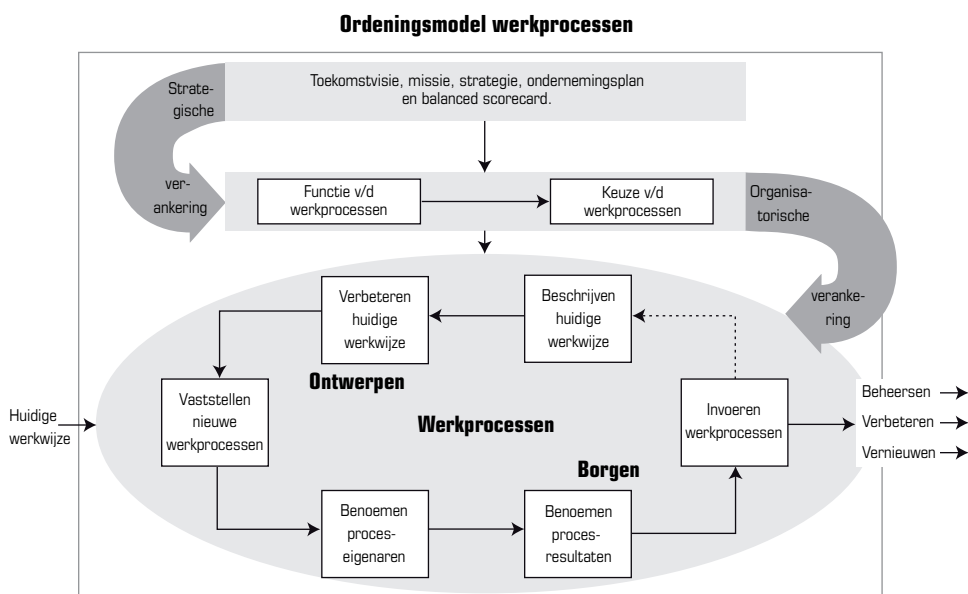 Ordeningsmodel werkprocessen
Toekomstvisie, missie, strategie, ondernemingsplan
en balanced scorecard.
Strate-
gische
ver-
ankering
Functie v/d
werkprocessen
Keuze v/d
werkprocessen
Organisa-
torische
veranke-
ring
Verbeteren
huidige
werkwijze
Beschrijven
huidige
werkwijze
Ontwerpen
Vaststellen
nieuwe
werkprocessen
Werkprocessen
Invoeren
werkprocessen
Huidige
werkwijze
Beheersen
Verbeteren
Vernieuwen
Borgen
Benoemen
proces-
eigenaren
Benoemen
proces-
resultaten